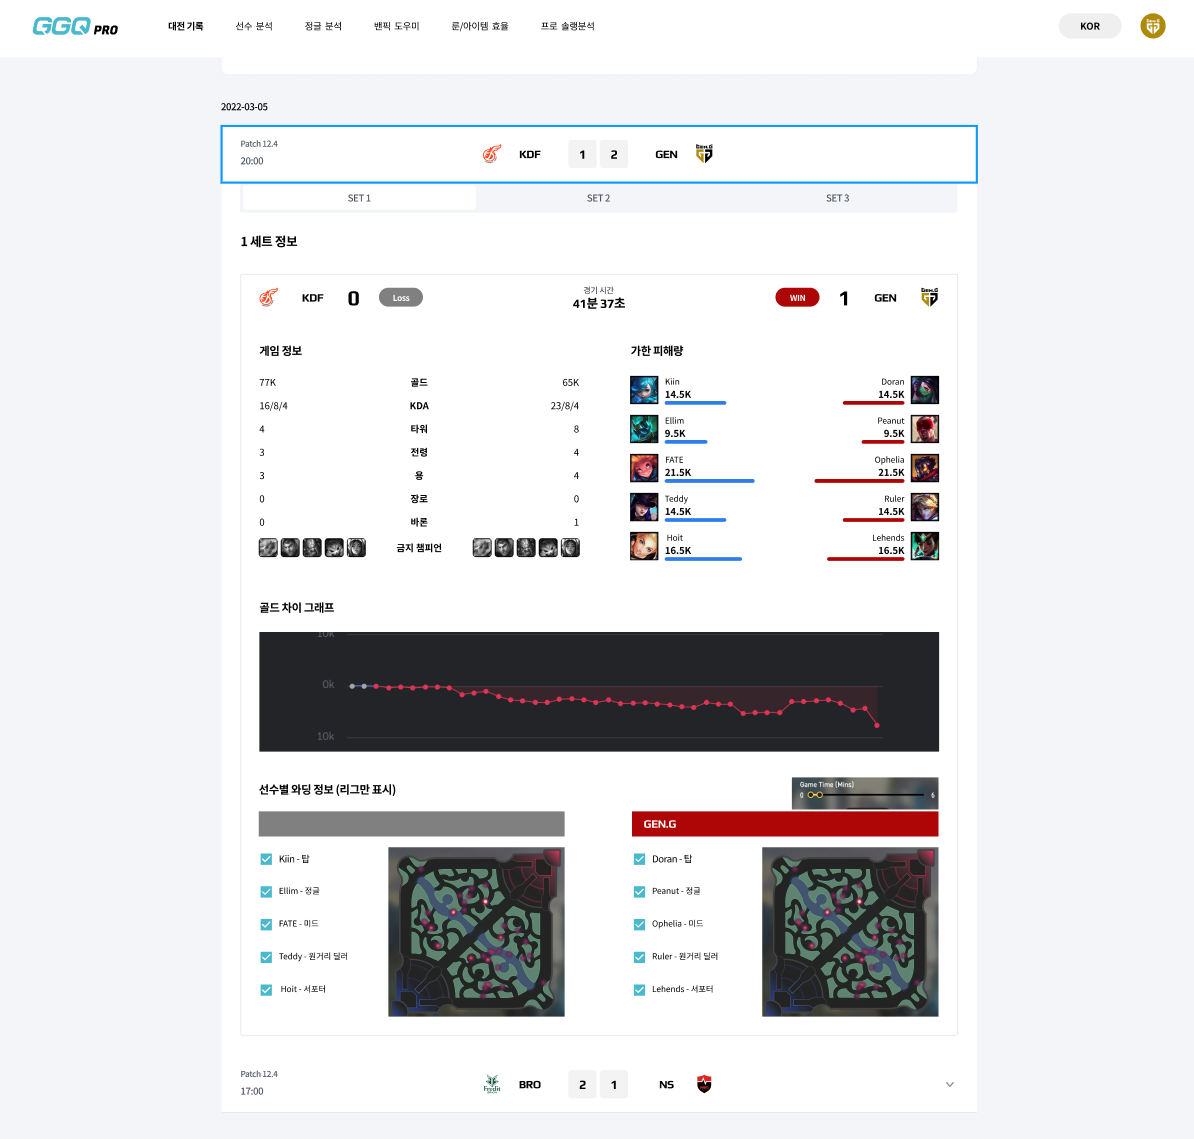 GGQ PRO 대전 기록 선수 분석 정글 분석 밴픽 도우미 룬/아이템 효율 프로 솔랭분석 KOR
2022-03-05
Patch 12.4
20:00
KDF 1 2 GEN GEN.G
SET 1 SET 2 SET 3
1 세트 정보
KDF 0 Loss
경기 시간
41분 37초
WIN 1 GEN GEN.G
게임 정보
77K 골드 65K
16/8/4 KDA 23/8/4
4 타워 8
3 전령 4
3 용 4
0 장로 0
0 바론 1
금지 챔피언
가한 피해량
Kiin Doran
14.5K 14.5K
Ellim Peanut
9.5K 9.5K
FATE Ophelia
21.5K 21.5K
Teddy Ruler
14.5K 14.5K
Hoit Lehends
16.5K 16.5K
골드 차이 그래프
10k
0k
10k
선수별 와딩 정보 (리그만 표시)
Game Time [Mins]
0 6
GEN.G
Kiin - 탑 Doran - 탑
Ellim - 정글 Peanut - 정글
FATE - 미드 Ophelia - 미드
Teddy - 원거리 딜러 Ruler - 원거리 딜러
Hoit - 서포터 Lehends - 서포터
Patch 12.4
17:00
Fredit BRO 2 1 NS